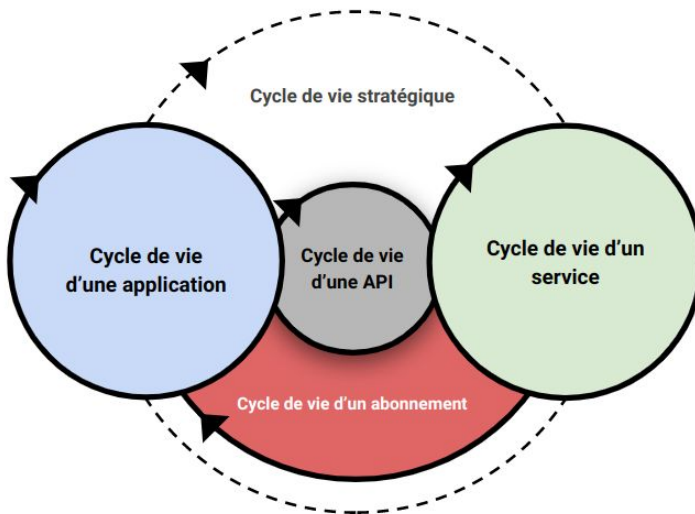 Cycle de vie stratégique
Cycle de vie
d'une application
Cycle de vie
d'une API
Cycle de vie d'un
service
Cycle de vie d'un abonnement